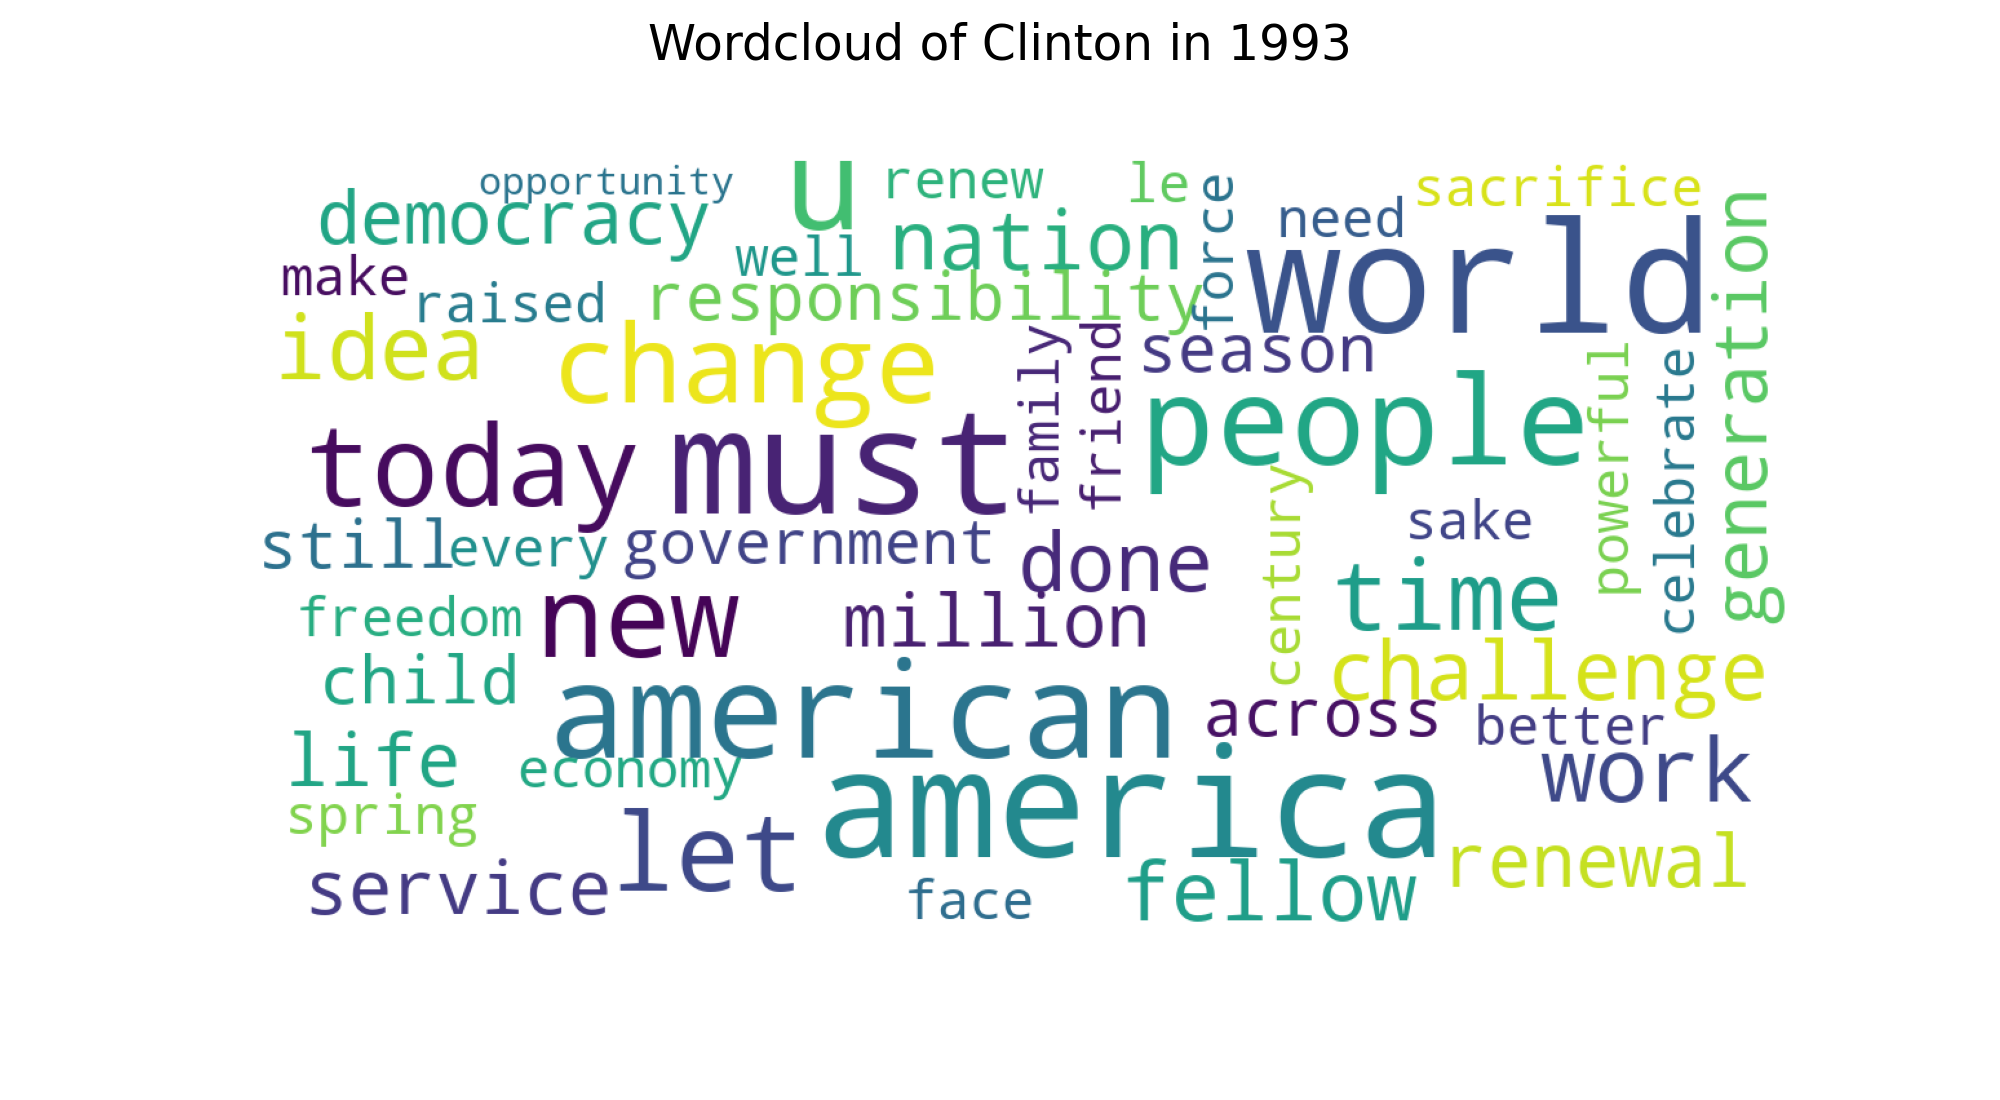 Wordcloud of Clinton in 1993
opportunity
u
renew
le
force
need
sacrifice
democracy
well
nation
world
generation
make
raised
responsibility
idea
change
family
friend
season
people
powerful
celebrate
today
must
century
sake
still
every
government
done
time
freedom
new
million
child
american
across
challenge
better
life
economy
america
work
spring
let
renewal
service
face
fellow